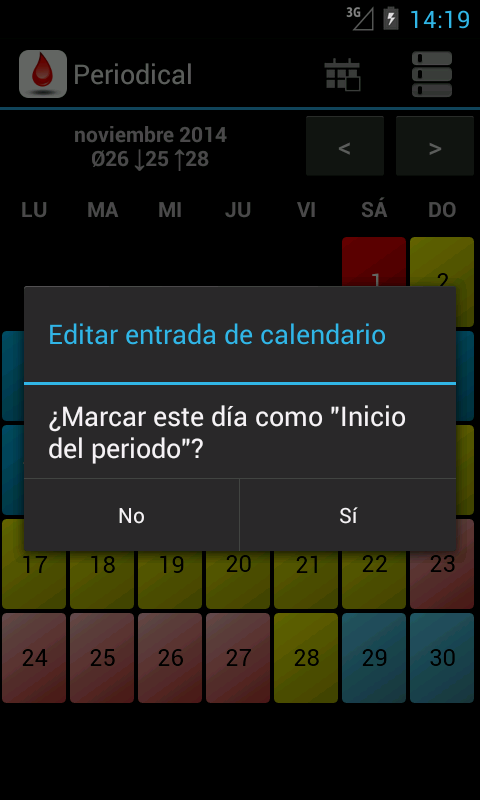 3G 14:19
Periodical
noviembre 2014
Ø26 ↓25 ↑28
< >
LU MA MI JU VI SÁ DO
1 2
Editar entrada de calendario
¿Marcar este día como "Inicio
del periodo"?
No Sí
17 18 19 20 21 22 23
24 25 26 27 28 29 30